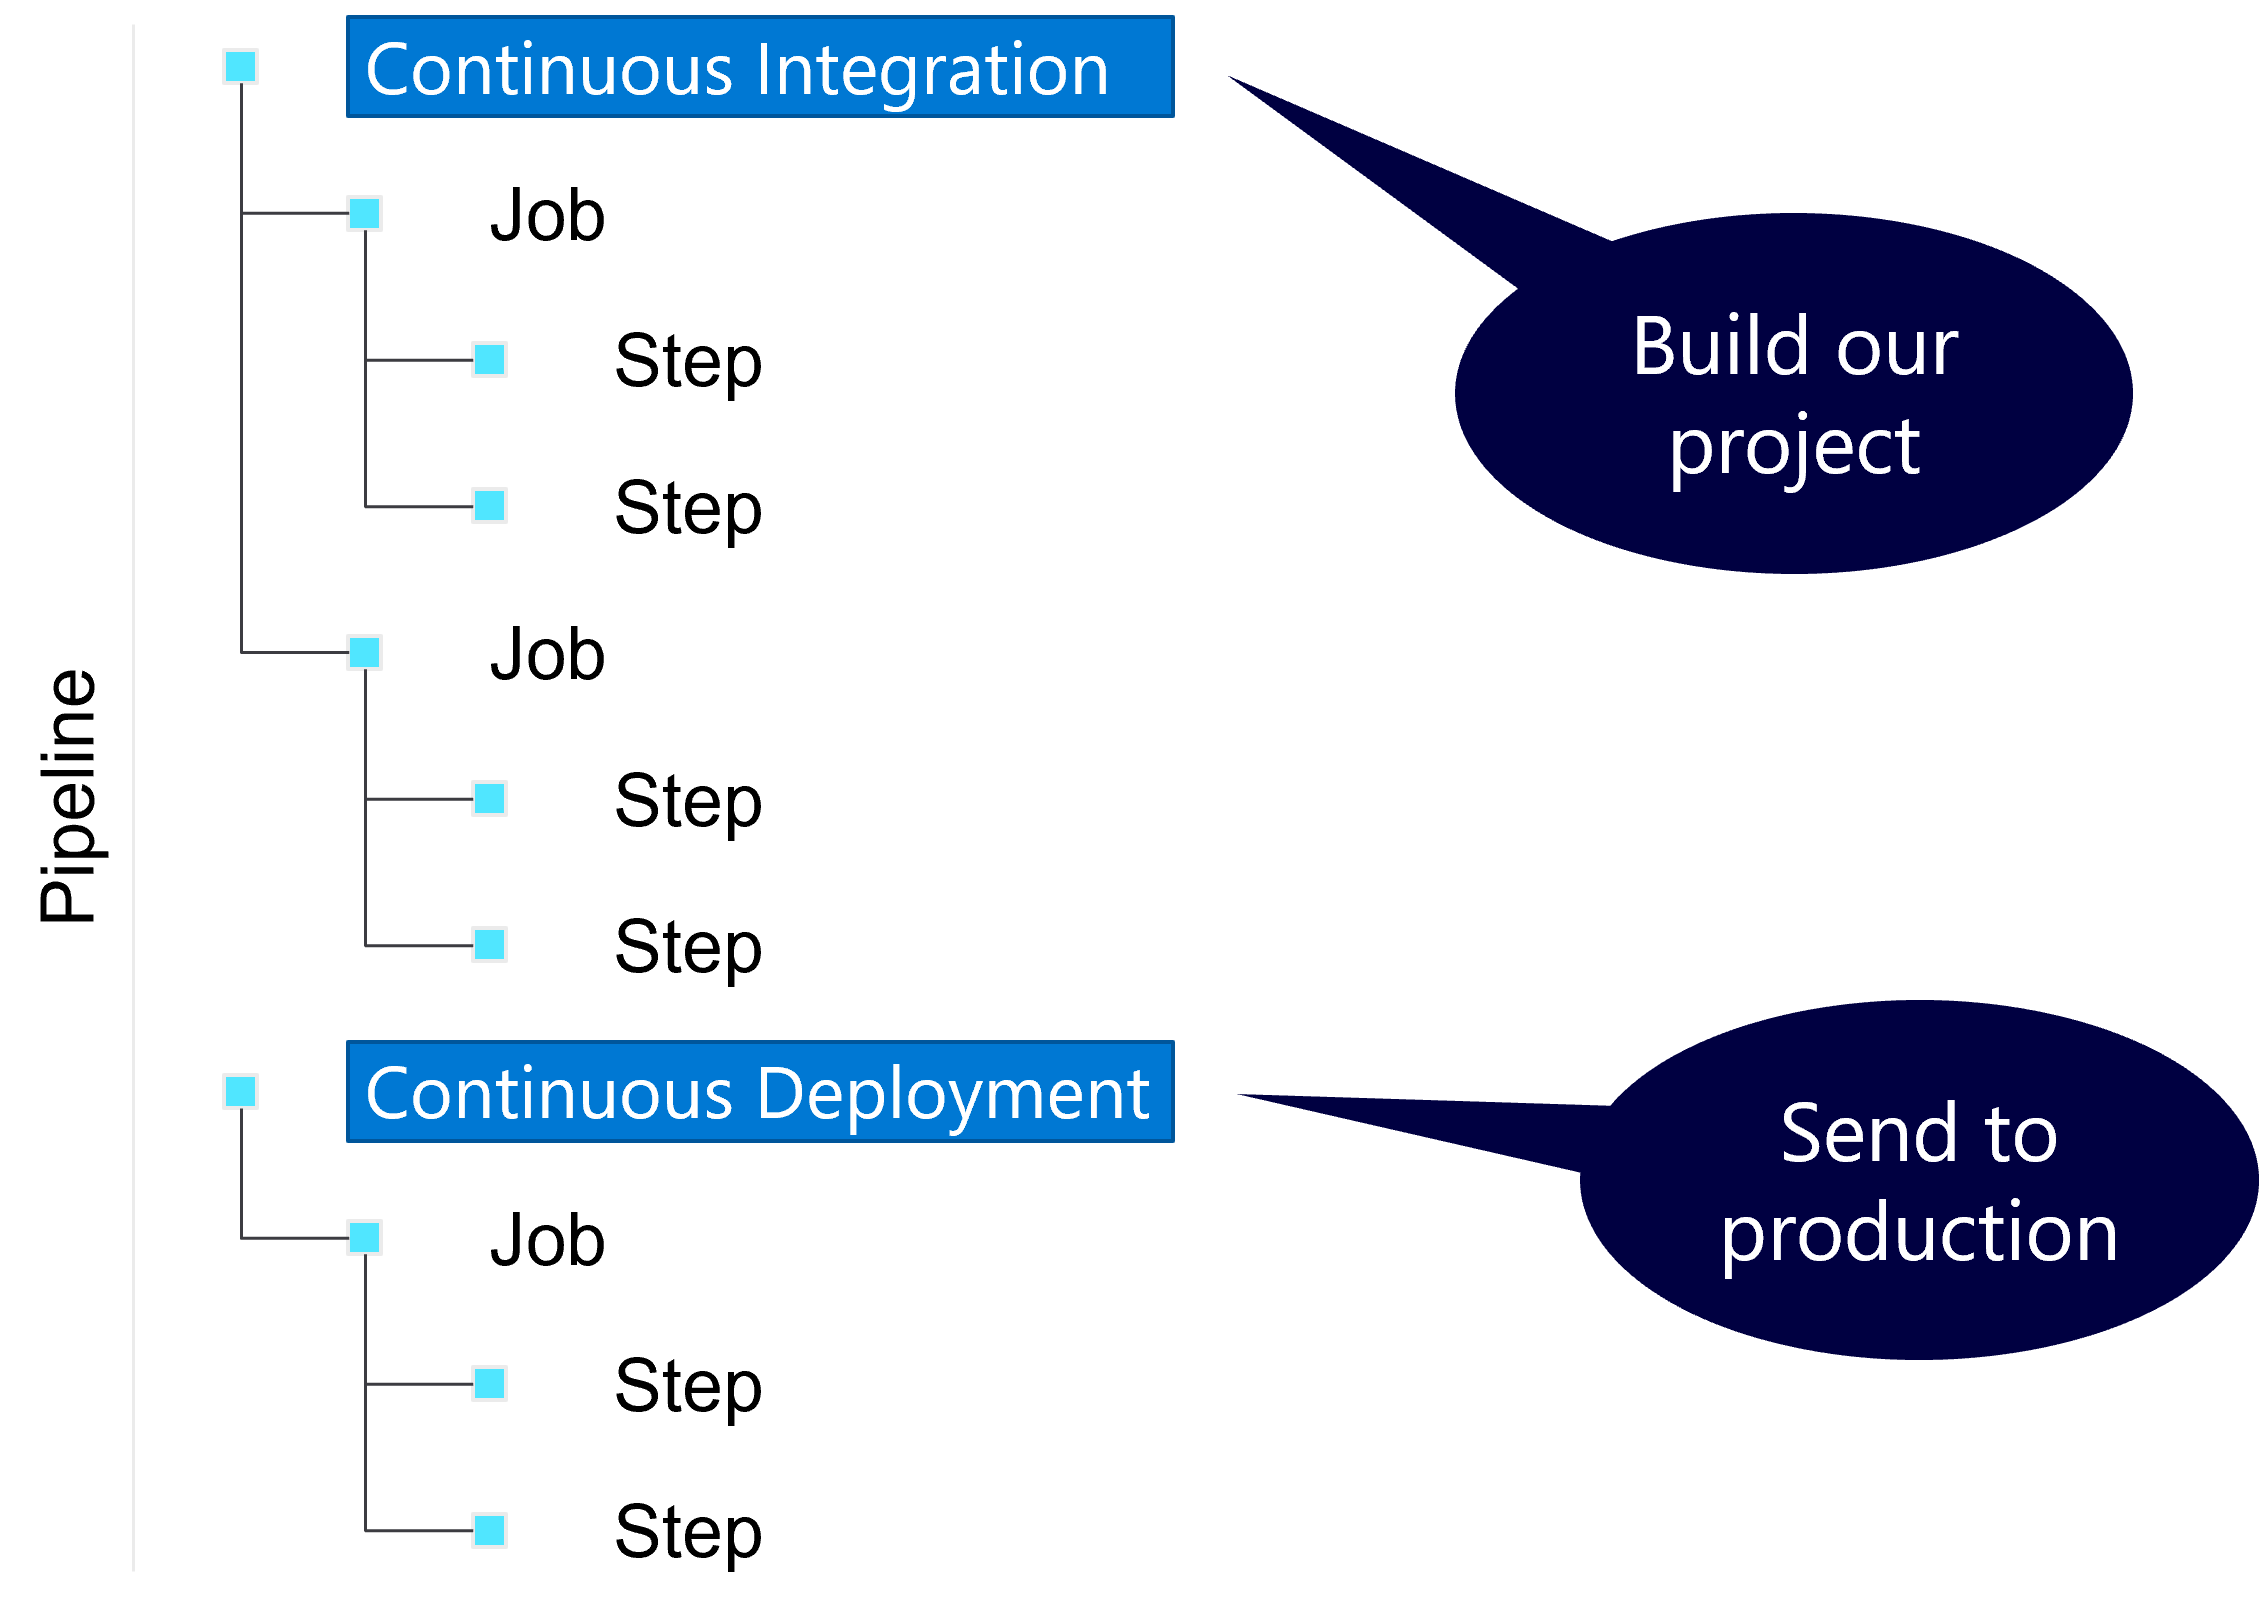 Pipeline
Continuous Integration
Job
Step
Step
Job
Step
Step
Continuous Deployment
Job
Step
Step
Build our
project
Send to
production